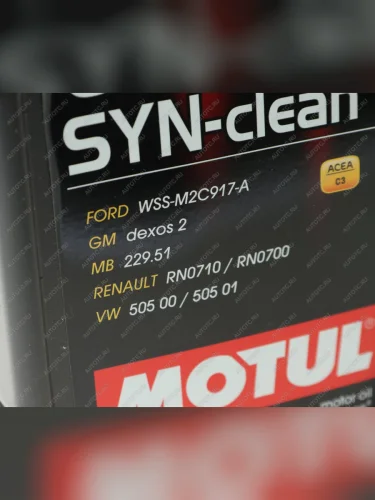 SYN-clean
ACEA
C3
FORD WSS-M2C917-A
GM dexos 2
MB 229.51
RENAULT RN0710 / RN0700
VW 505 00 / 505 01
MOTUL
motor oil